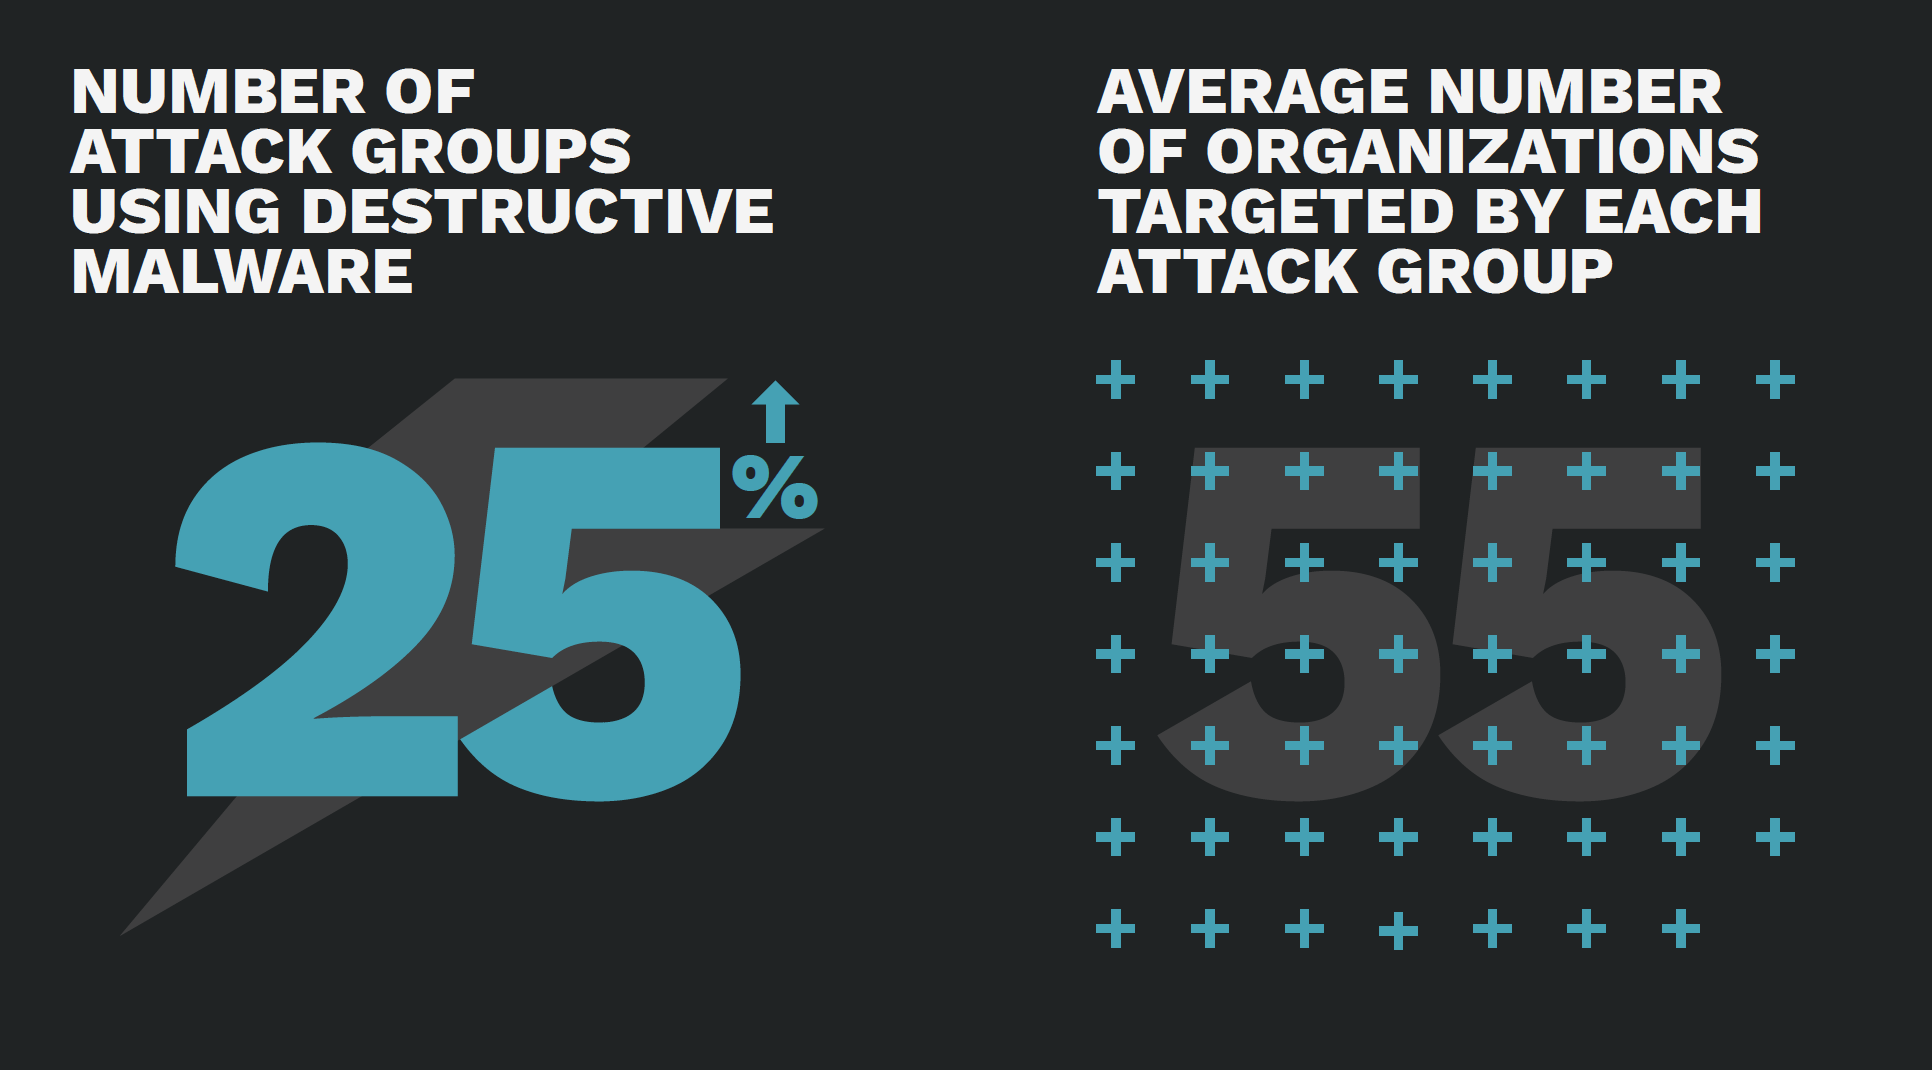 NUMBER OF
ATTACK GROUPS
USING DESTRUCTIVE
MALWARE
25%
AVERAGE NUMBER
OF ORGANIZATIONS
TARGETED BY EACH
ATTACK GROUP
55